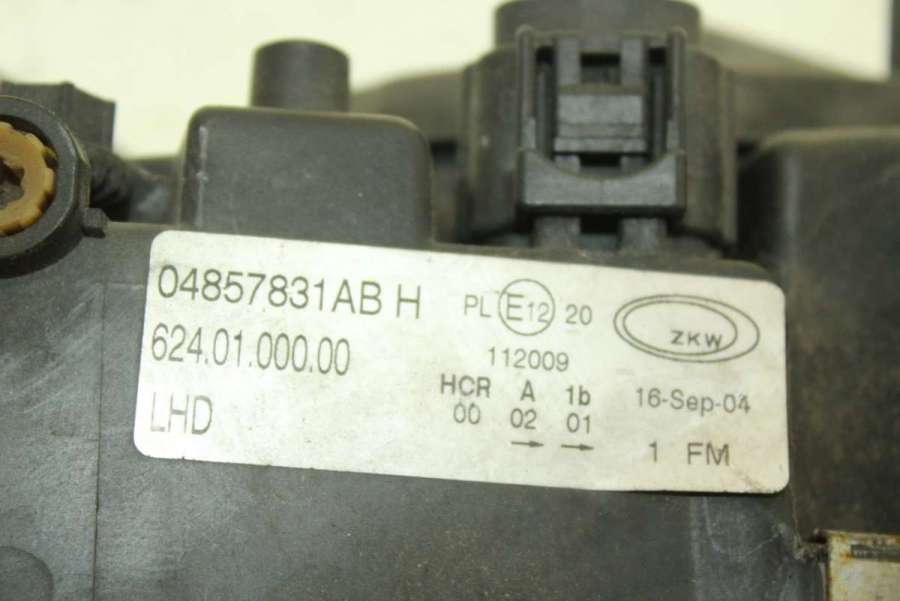 04857831AB H
624.01.000.00
LHD
PL E12 20
112009
HCR A 1b
00 02 01
→ →
ZKW
16-Sep-04
1 FM